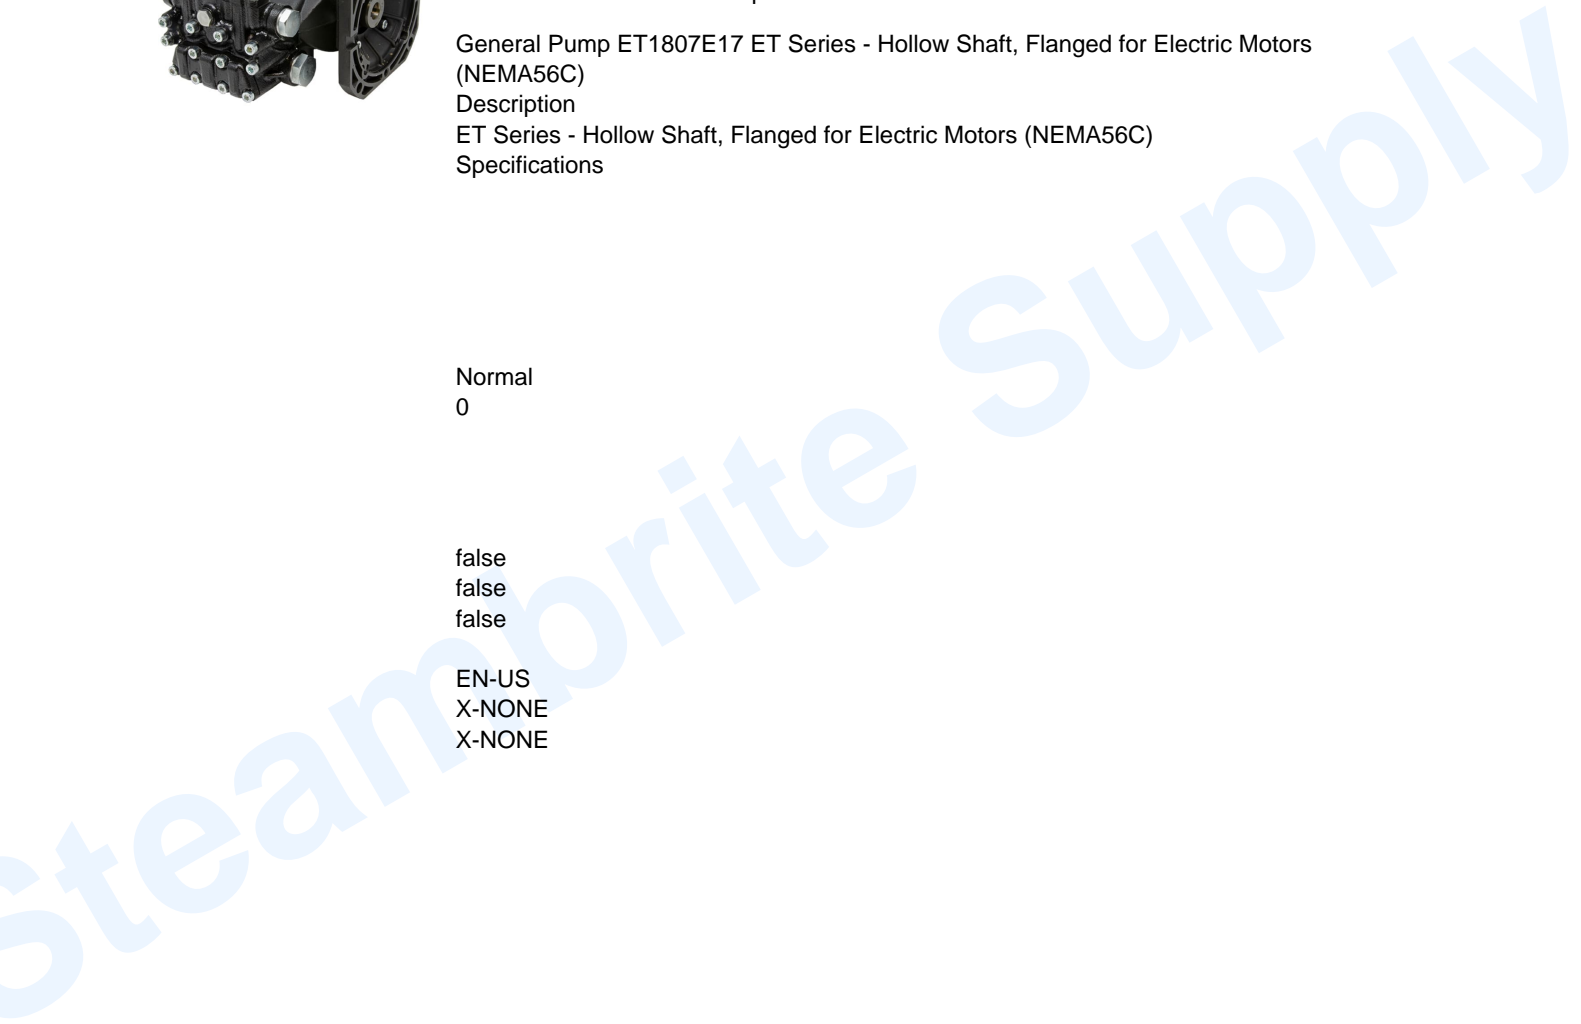 General Pump ET1807E17 ET Series - Hollow Shaft, Flanged for Electric Motors
(NEMA56C)
Description
ET Series - Hollow Shaft, Flanged for Electric Motors (NEMA56C)
Specifications
Normal
0
false
false
false
EN-US
X-NONE
X-NONE
Steambrite Supply